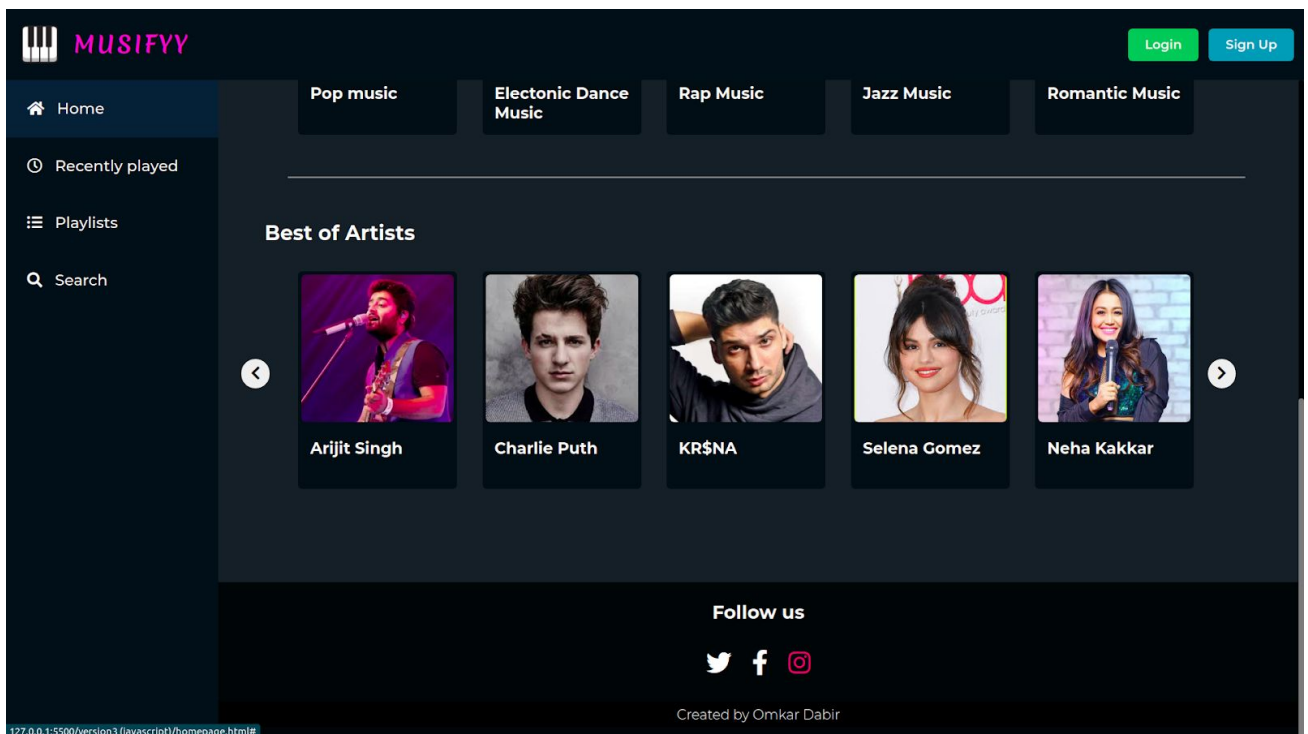 MUSIFYY
Login
Sign Up
Home
Recently played
Playlists
Search
Pop music
Electonic Dance
Music
Rap Music
Jazz Music
Romantic Music
Best of Artists
Arijit Singh
Charlie Puth
KR$NA
Selena Gomez
Neha Kakkar
Follow us
Created by Omkar Dabir
127.0.0.1:5500/version3 (javascript)/homepage.html#